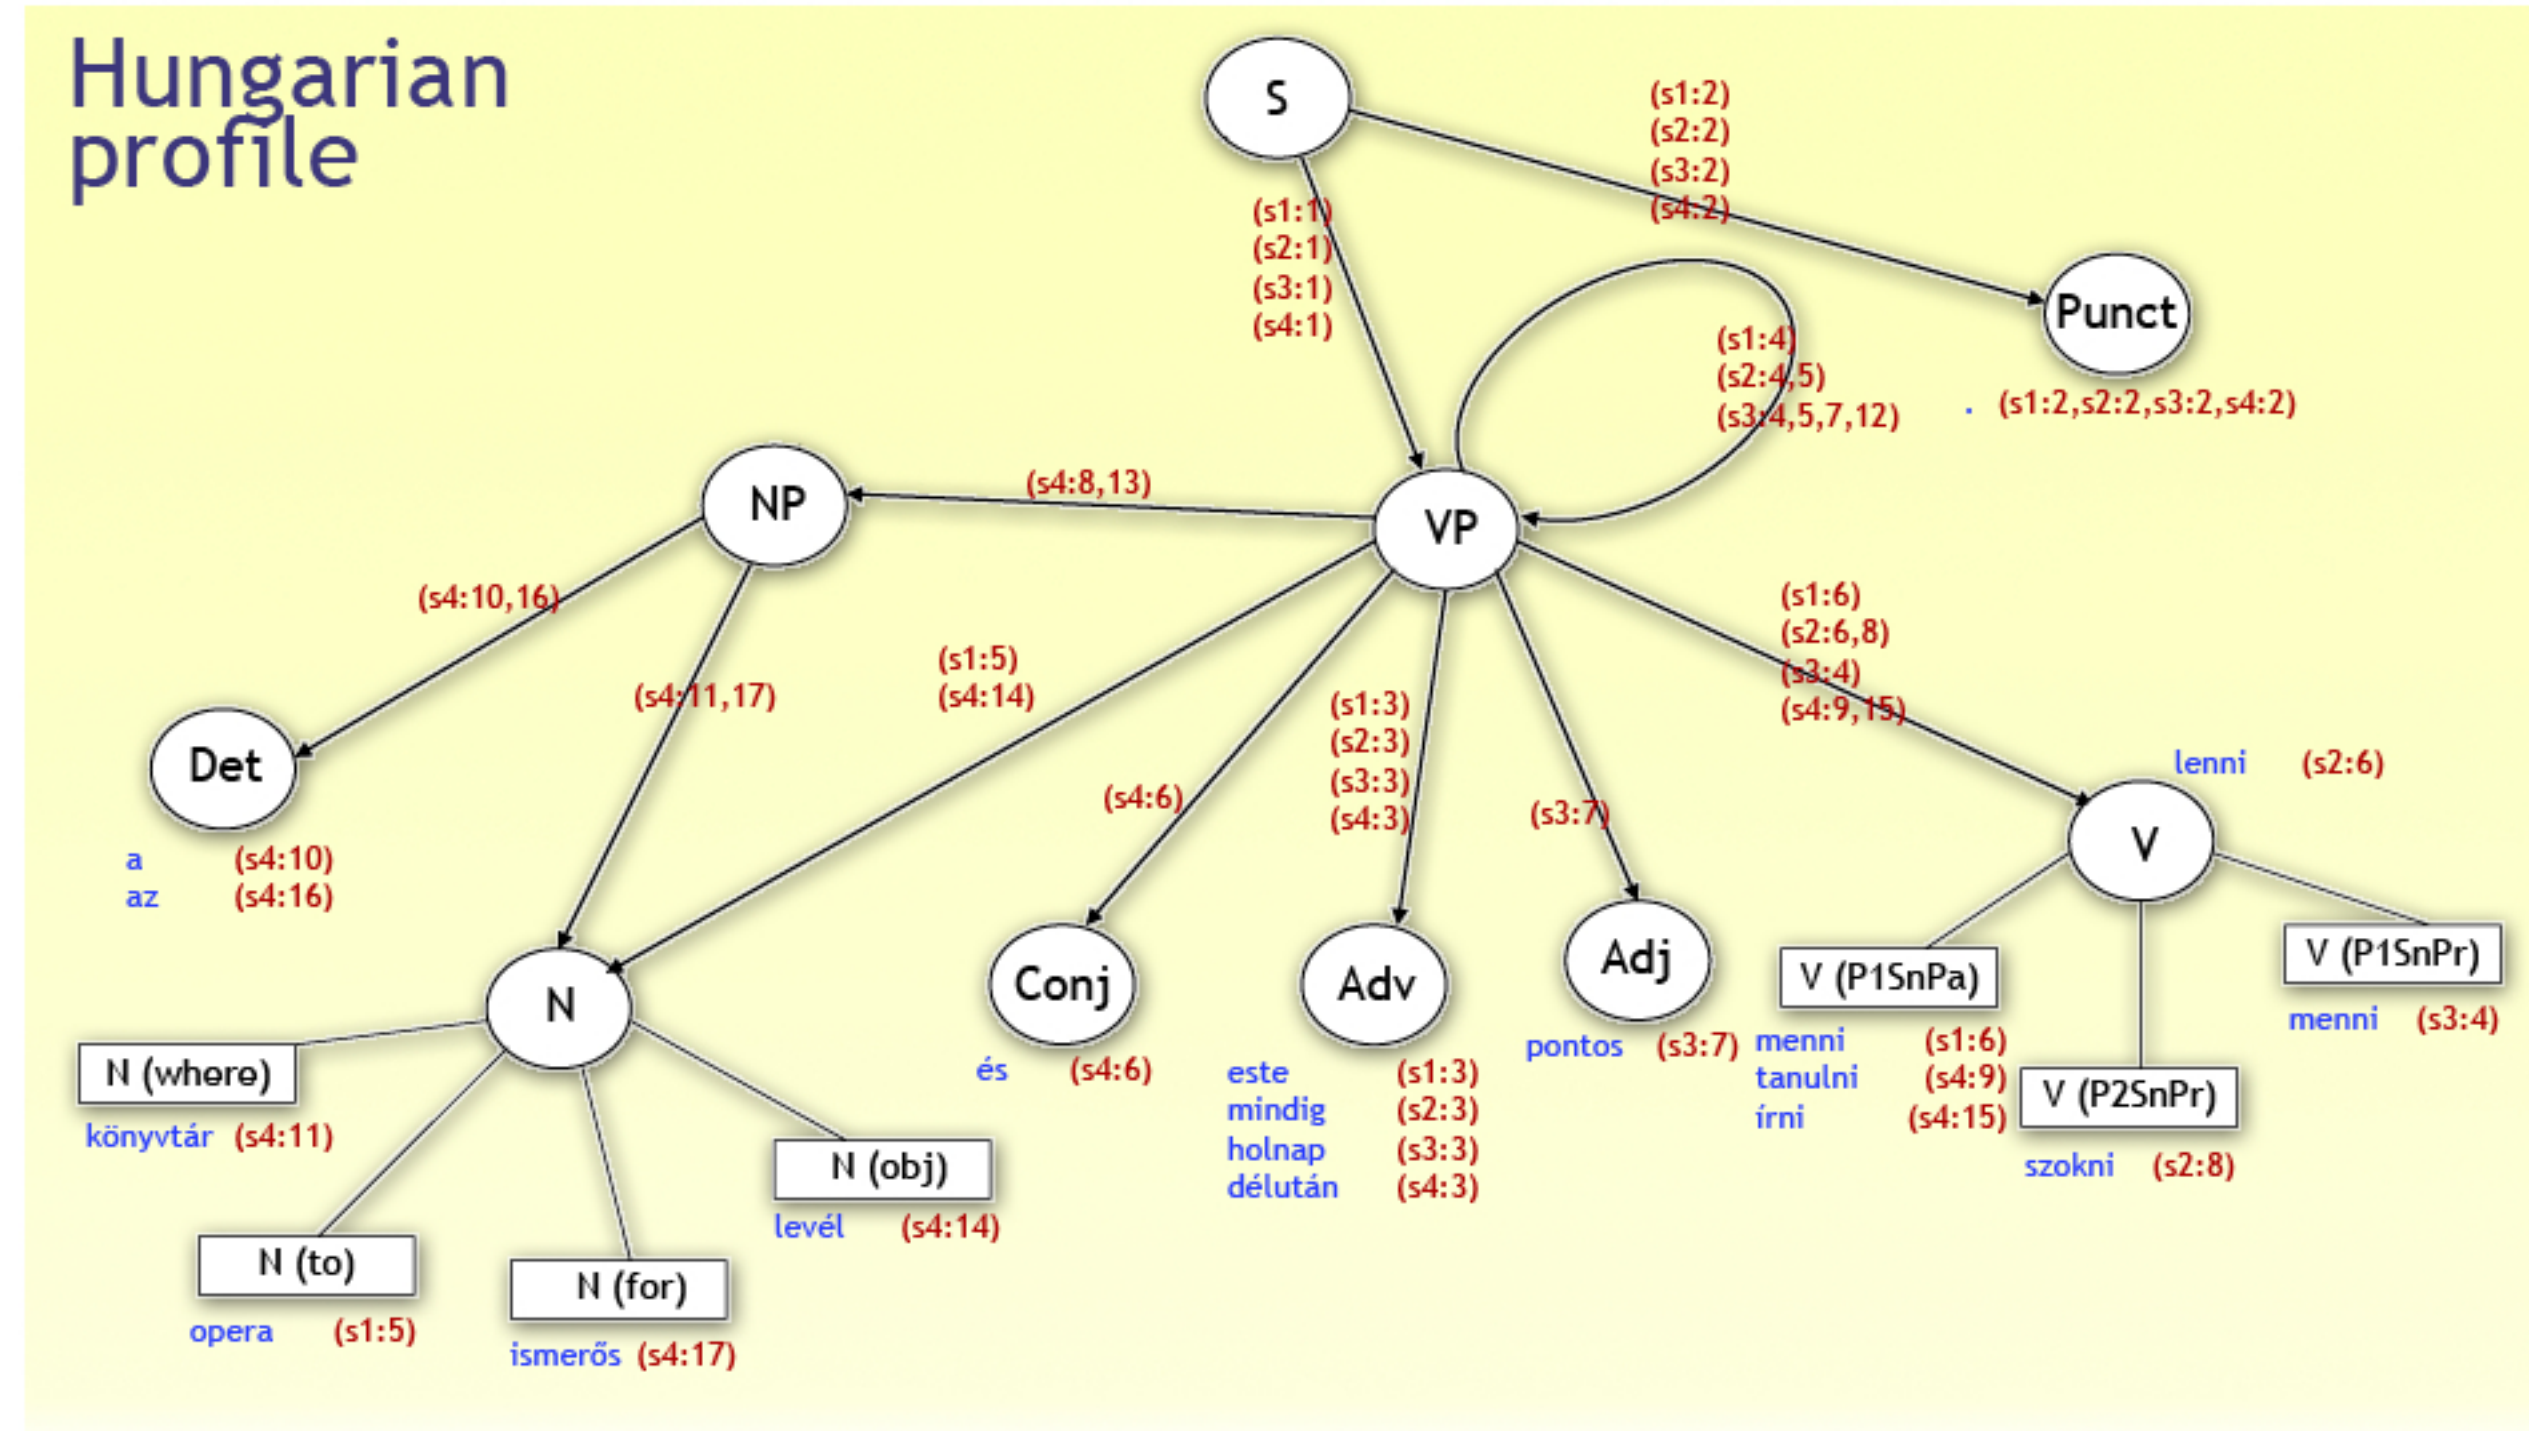 Hungarian
profile
S
(s1:2)
(s2:2)
(s3:2)
(s4:2)
(s1:1)
(s2:1)
(s3:1)
(s4:1)
Punct
. (s1:2,s2:2,s3:2,s4:2)
(s1:4)
(s2:4,5)
(s3:4,5,7,12)
NP
(s4:8,13)
VP
(s4:10,16)
(s4:11,17)
(s1:5)
(s4:14)
(s4:6)
(s1:3)
(s2:3)
(s3:3)
(s4:3)
(s3:7)
(s1:6)
(s2:6,8)
(s3:4)
(s4:9,15)
Det
a (s4:10)
az (s4:16)
lenni (s2:6)
V
N
Conj
és (s4:6)
Adv
este (s1:3)
mindig (s2:3)
holnap (s3:3)
délután (s4:3)
Adj
pontos (s3:7)
V (P1SnPa)
menni (s1:6)
tanulni (s4:9)
írni (s4:15)
V (P2SnPr)
szokni (s2:8)
V (P1SnPr)
menni (s3:4)
N (where)
könyvtár (s4:11)
N (to)
opera (s1:5)
N (for)
ismerős (s4:17)
N (obj)
levél (s4:14)